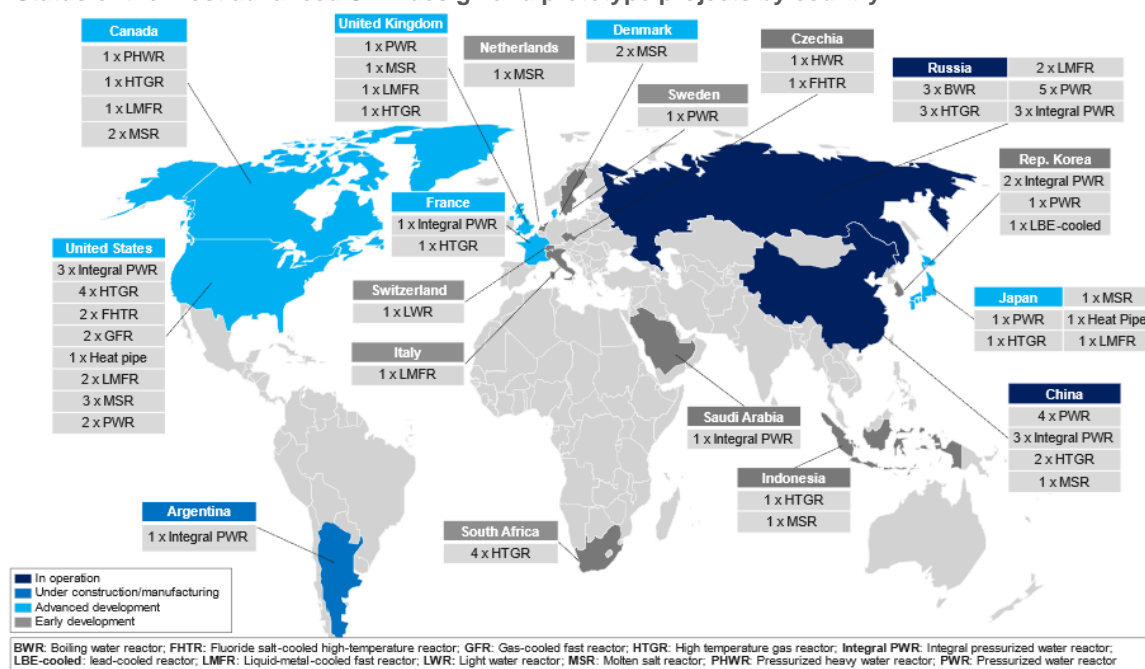 Canada
1 x PHWR
1 x HTGR
1 x LMFR
2 x MSR
United Kingdom
1 x PWR
1 x MSR
1 x LMFR
1 x HTGR
Netherlands
1 x MSR
Denmark
2 x MSR
Sweden
1 x PWR
Czechia
1 x HWR
1 x FHTR
Russia
2 x LMFR
3 x BWR
5 x PWR
3 x HTGR
3 x Integral PWR
Rep. Korea
2 x Integral PWR
1 x PWR
1 x LBE-cooled
France
1 x Integral PWR
1 x HTGR
United States
3 x Integral PWR
4 x HTGR
2 x FHTR
2 x GFR
1 x Heat pipe
2 x LMFR
3 x MSR
2 x PWR
Switzerland
1 x LWR
Italy
1 x LMFR
Japan
1 x MSR
1 x PWR
1 x Heat Pipe
1 x HTGR
1 x LMFR
Saudi Arabia
1 x Integral PWR
China
4 x PWR
3 x Integral PWR
2 x HTGR
1 x MSR
Indonesia
1 x HTGR
1 x MSR
Argentina
1 x Integral PWR
South Africa
4 x HTGR
In operation
Under construction/manufacturing
Advanced development
Early development
BWR: Boiling water reactor; FHTR: Fluoride salt-cooled high-temperature reactor; GFR: Gas-cooled fast reactor; HTGR: High temperature gas reactor; Integral PWR: Integral pressurized water reactor;
LBE-cooled: lead-cooled reactor; LMFR: Liquid-metal-cooled fast reactor; LWR: Light water reactor; MSR: Molten salt reactor; PHWR: Pressurized heavy water reactor; PWR: Pressurized water reactor